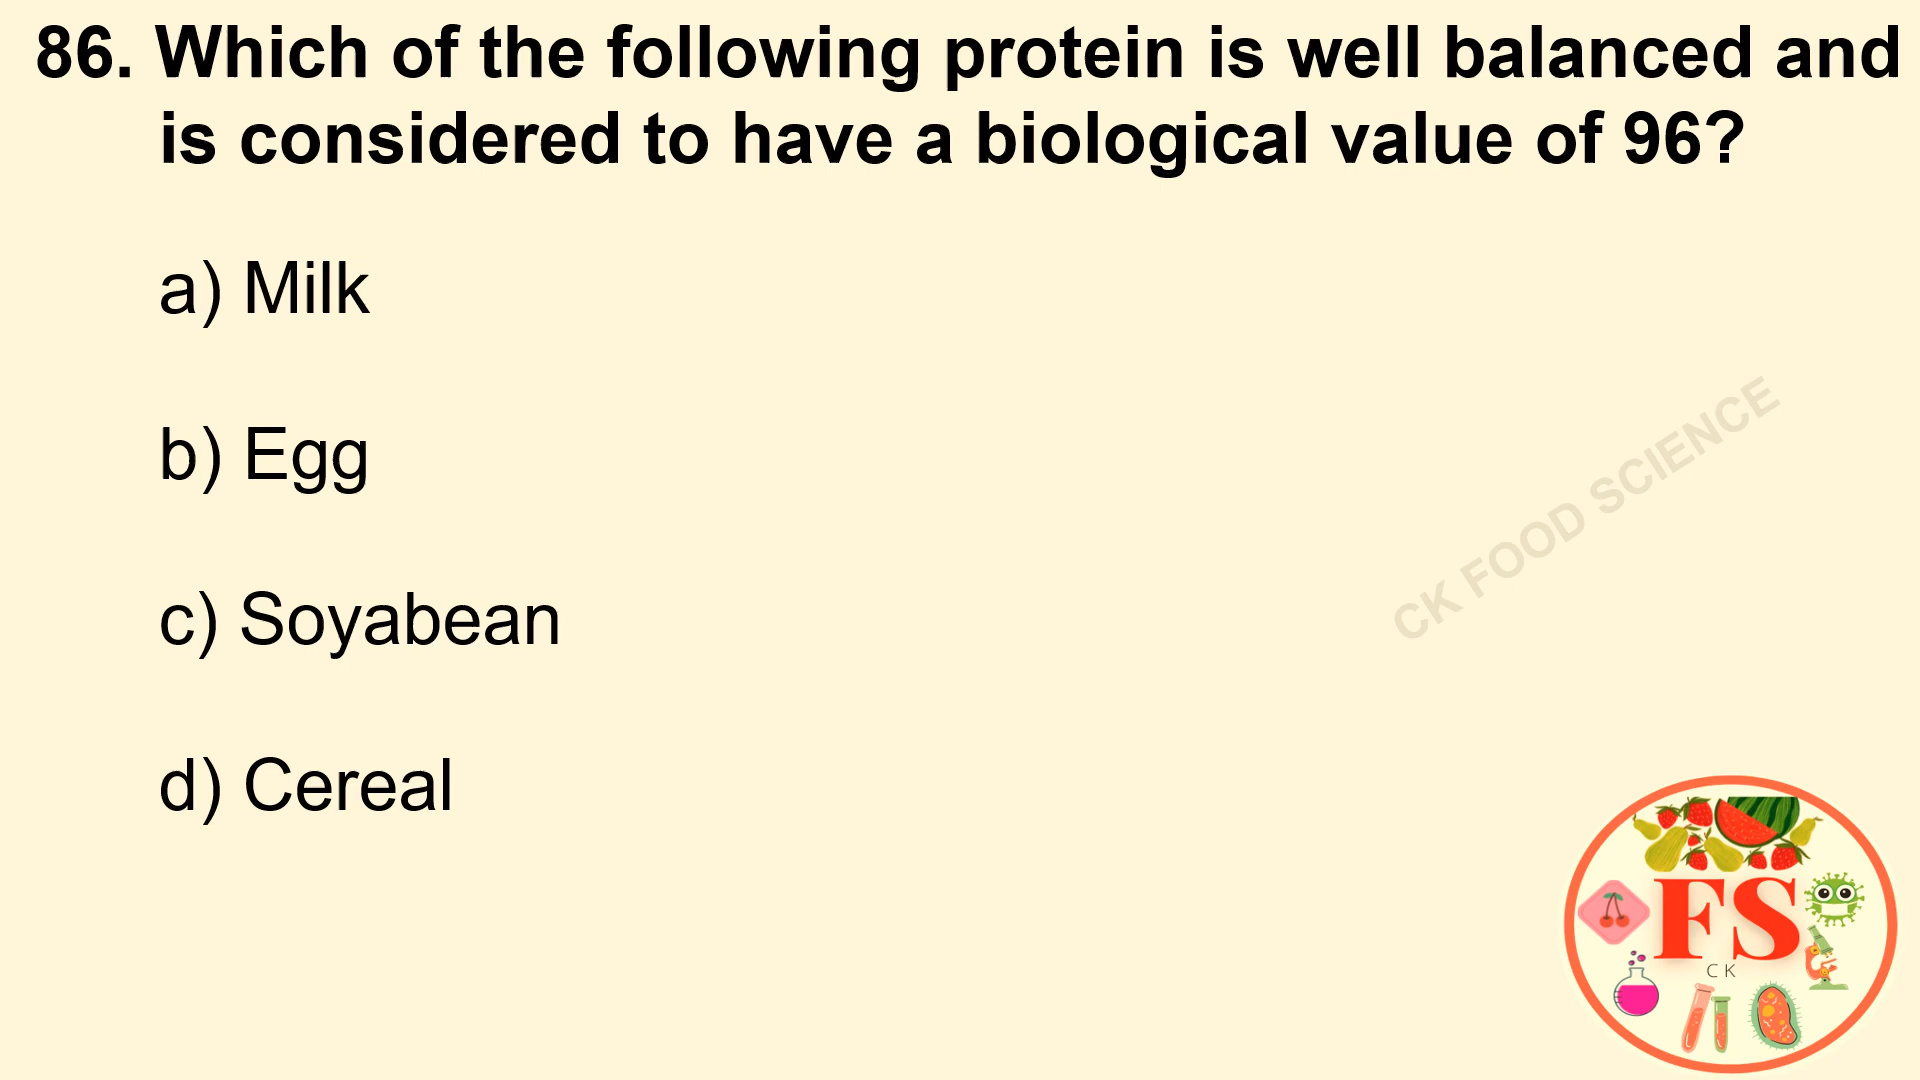 86. Which of the following protein is well balanced and
is considered to have a biological value of 96?
a) Milk
b) Egg
c) Soyabean
d) Cereal
CK FOOD SCIENCE
FS
CK